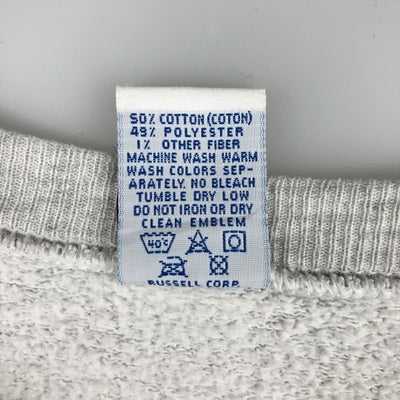 50% COTTON (COTON)
49% POLYESTER
1% OTHER FIBER
MACHINE WASH WARM
WASH COLORS SEP-
ARATELY. NO BLEACH
TUMBLE DRY LOW
DO NOT IRON OR DRY
CLEAN EMBLEM
40°C
RUSSELL CORP.